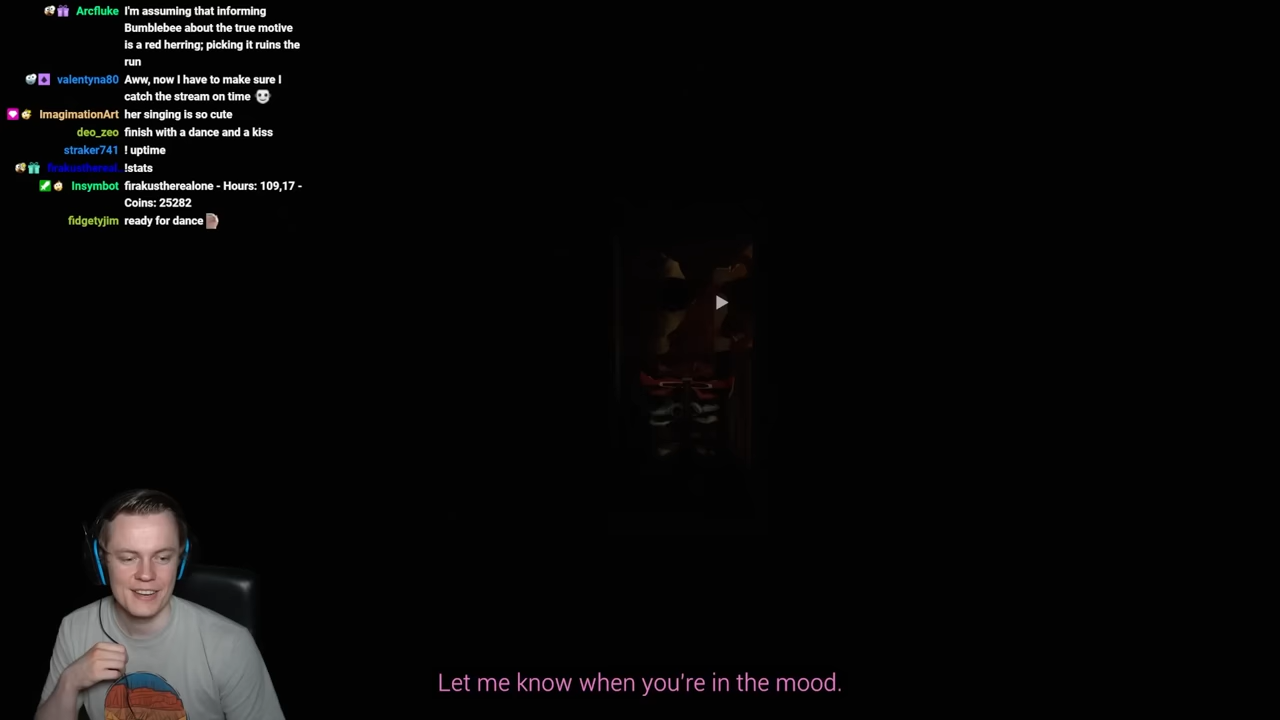 Arcfluke I'm assuming that informing
Bumblebee about the true motive
is a red herring; picking it ruins the
run
valentyna80 Aww, now I have to make sure I
catch the stream on time
ImagimationArt her singing is so cute
deo_zeo finish with a dance and a kiss
straker741 ! uptime
!stats
Insymbot firakustherealone - Hours: 109,17 -
Coins: 25282
fidgetyjim ready for dance
Let me know when you're in the mood.